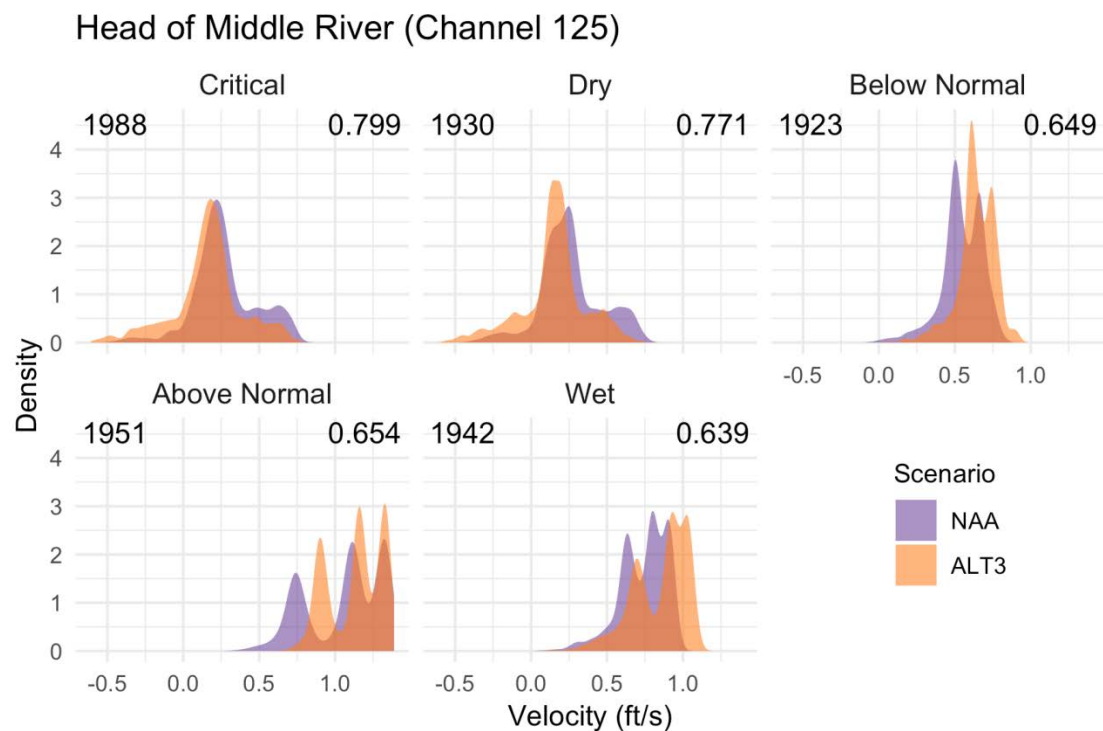 Head of Middle River (Channel 125)
Critical
Dry
Below Normal
1988 0.799
1930 0.771
1923 0.649
4
3
2
1
0
-0.5 0.0 0.5 1.0
Above Normal
Wet
1951 0.654
1942 0.639
4
3
2
1
0
-0.5 0.0 0.5 1.0
-0.5 0.0 0.5 1.0
Density
Velocity (ft/s)
Scenario
NAA
ALT3